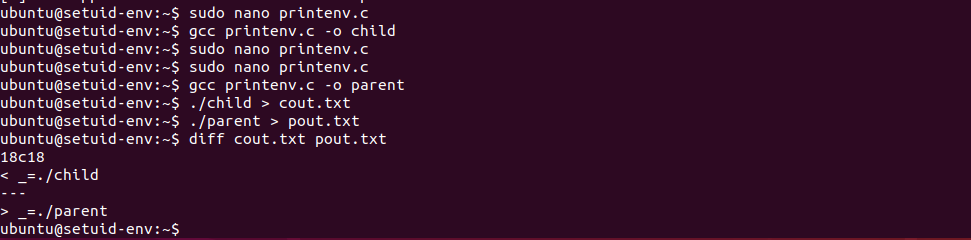 ubuntu@setuid-env:~$ sudo nano printenv.c
ubuntu@setuid-env:~$ gcc printenv.c -o child
ubuntu@setuid-env:~$ sudo nano printenv.c
ubuntu@setuid-env:~$ sudo nano printenv.c
ubuntu@setuid-env:~$ gcc printenv.c -o parent
ubuntu@setuid-env:~$ ./child > cout.txt
ubuntu@setuid-env:~$ ./parent > pout.txt
ubuntu@setuid-env:~$ diff cout.txt pout.txt
18c18
< _=./child
---
> _=./parent
ubuntu@setuid-env:~$